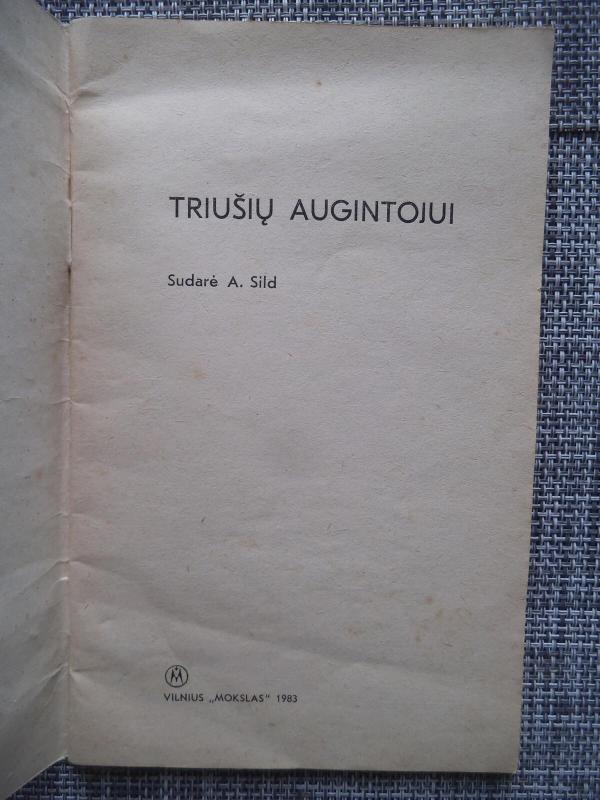 TRIUŠIŲ AUGINTOJUI
Sudarė A. Sild
M
VILNIUS „MOKSLAS“ 1983